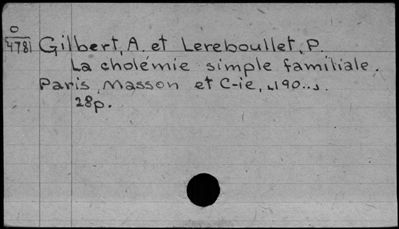 O
478
Gilbert, A. et Lereboullet, P.
La cholémie simple familiale.
Paris, Masson et C-ie, [190..].
28p.